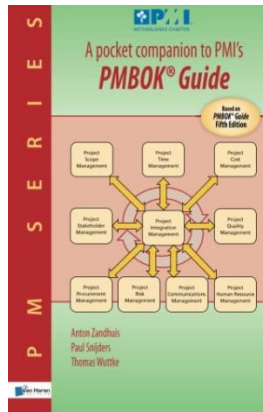 PMI
NETHERLANDS CHAPTER
A pocket companion to PMI's
PMBOK® Guide
Based on
PMBOK® Guide
Fifth Edition
PM SERIES
Project
Scope
Management
Project
Time
Management
Project
Cost
Management
Project
Stakeholder
Management
Project
Integration
Management
Project
Quality
Management
Project
Procurement
Management
Project
Risk
Management
Project
Communications
Management
Project
Human Resource
Management
Anton Zandhuis
Paul Snijders
Thomas Wuttke
Van Haren